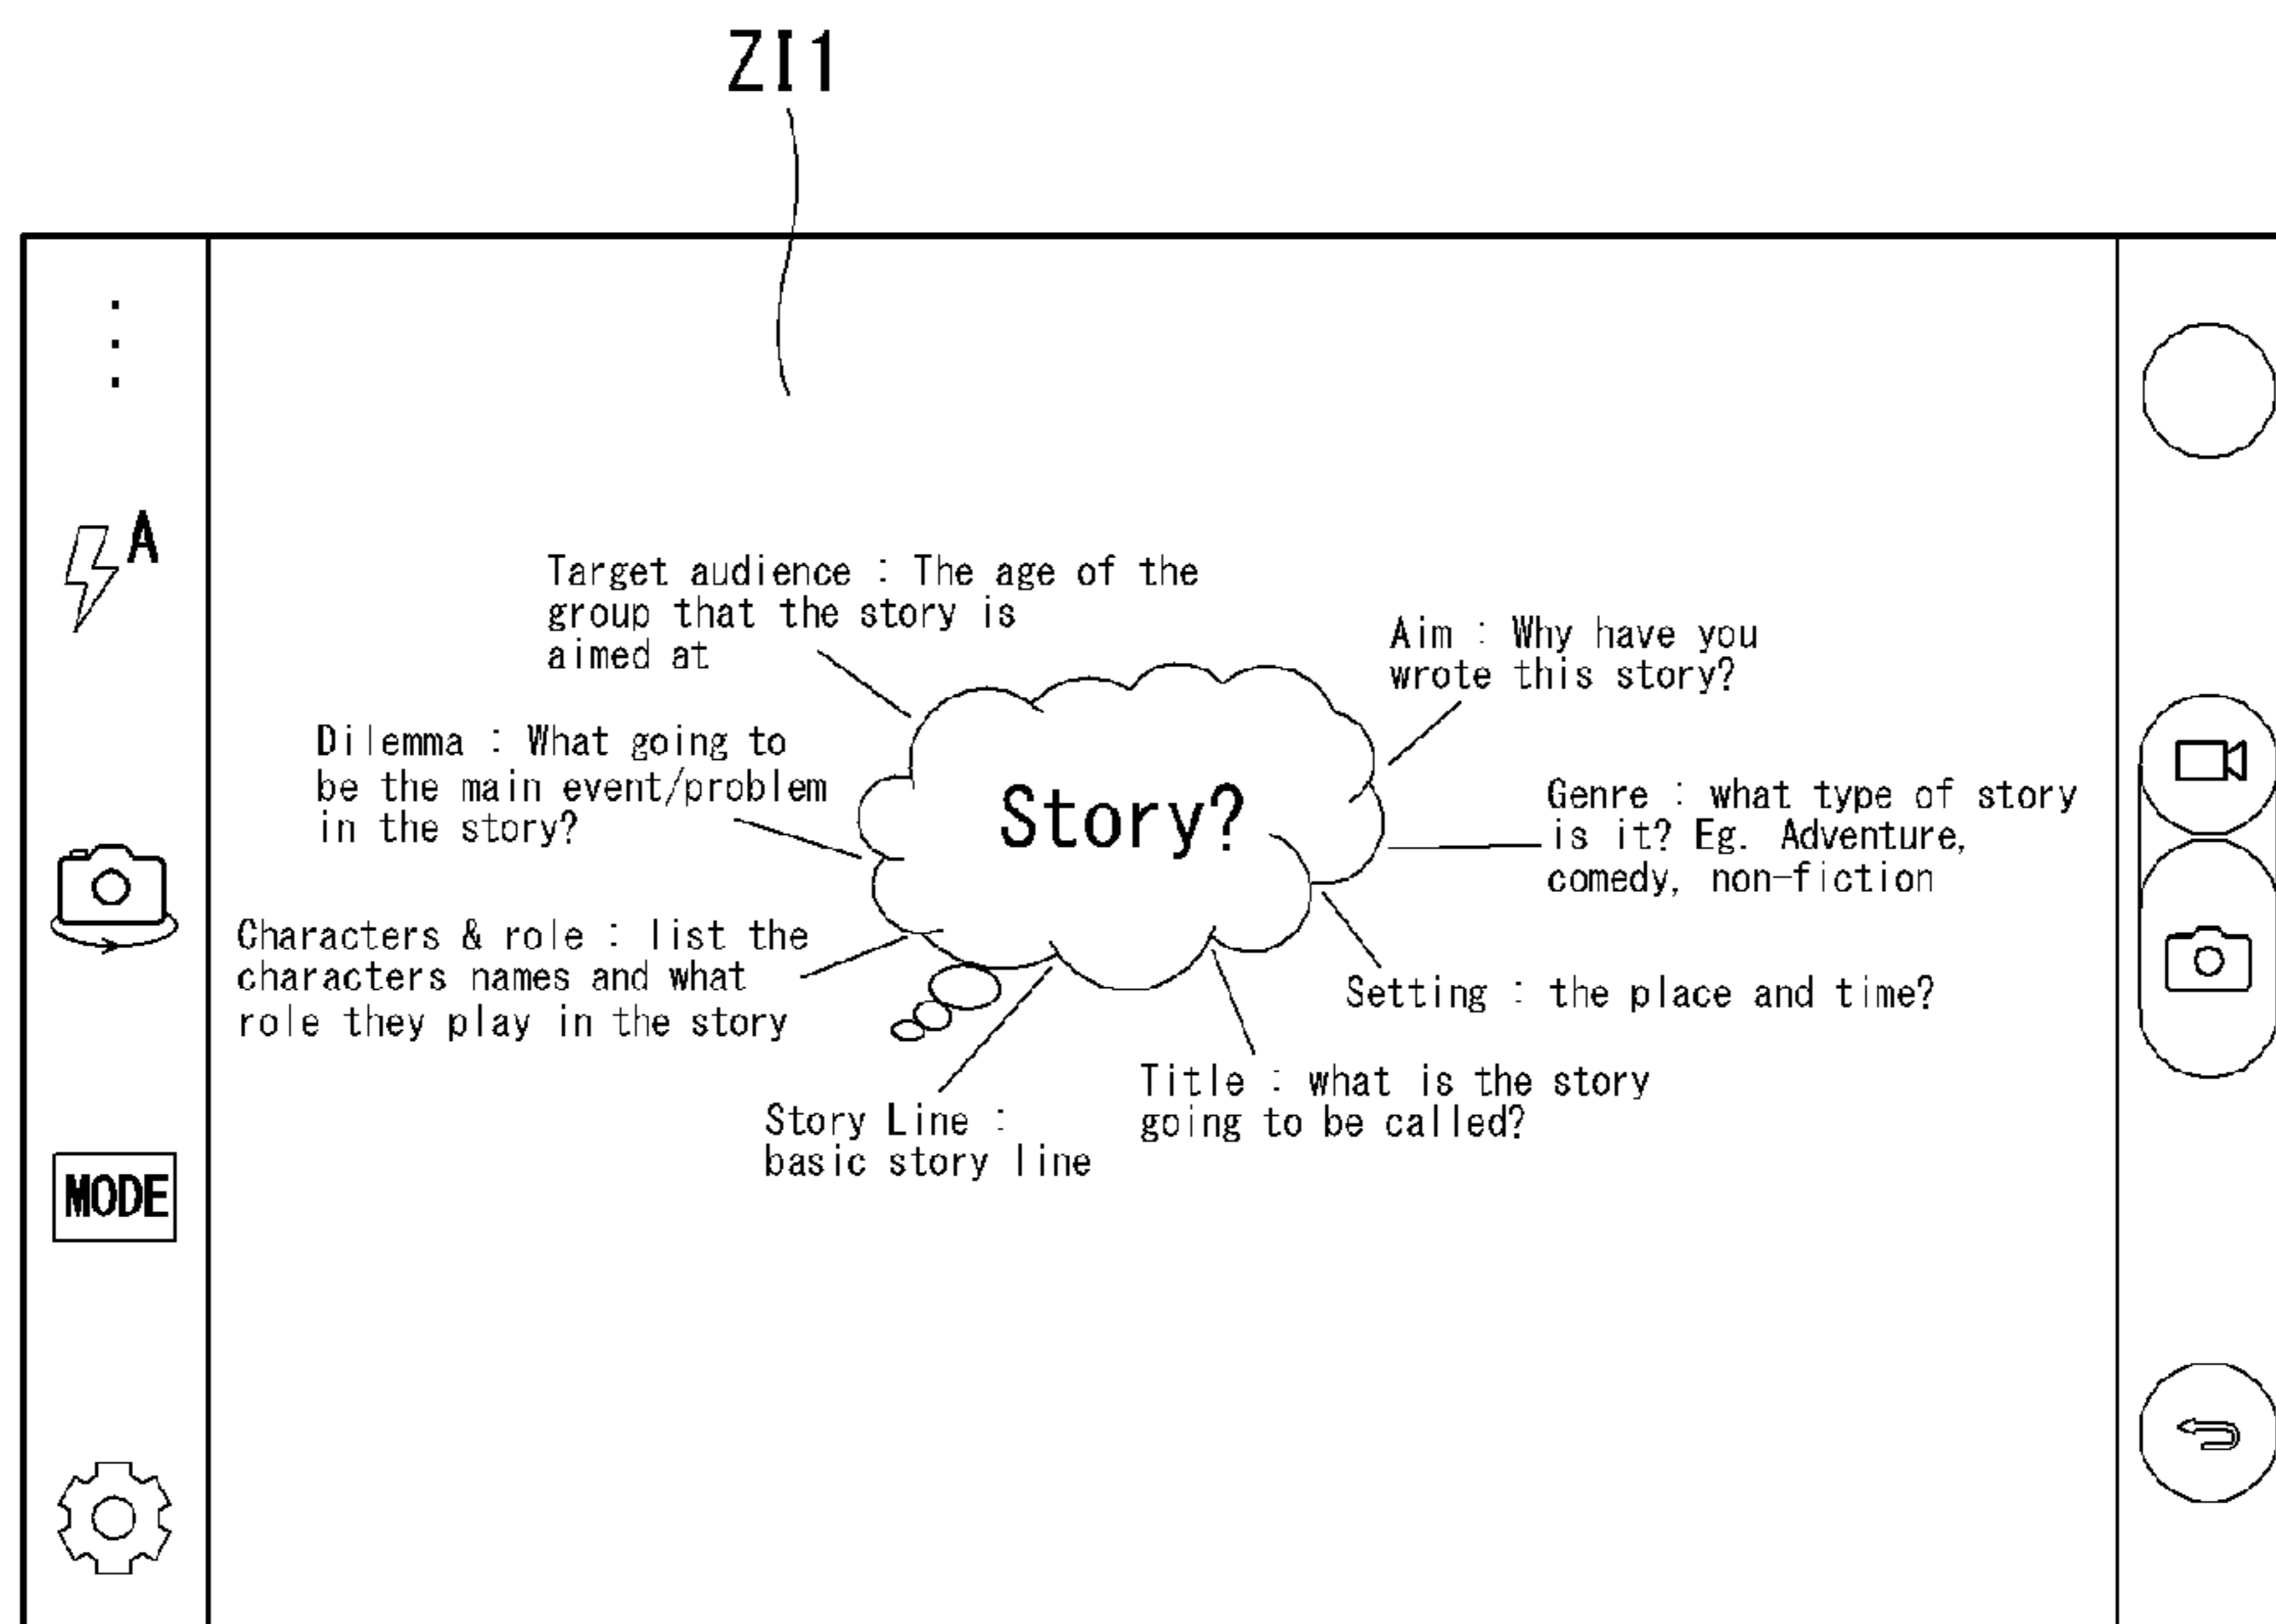 ZI1
A
MODE
Target audience : The age of the
group that the story is
aimed at
Aim : Why have you
wrote this story?
Dilemma : What going to
be the main event/problem
in the story?
Story?
Genre : what type of story
is it? Eg. Adventure,
comedy, non-fiction
Characters & role : list the
characters names and what
role they play in the story
Setting : the place and time?
Title : what is the story
going to be called?
Story Line :
basic story line